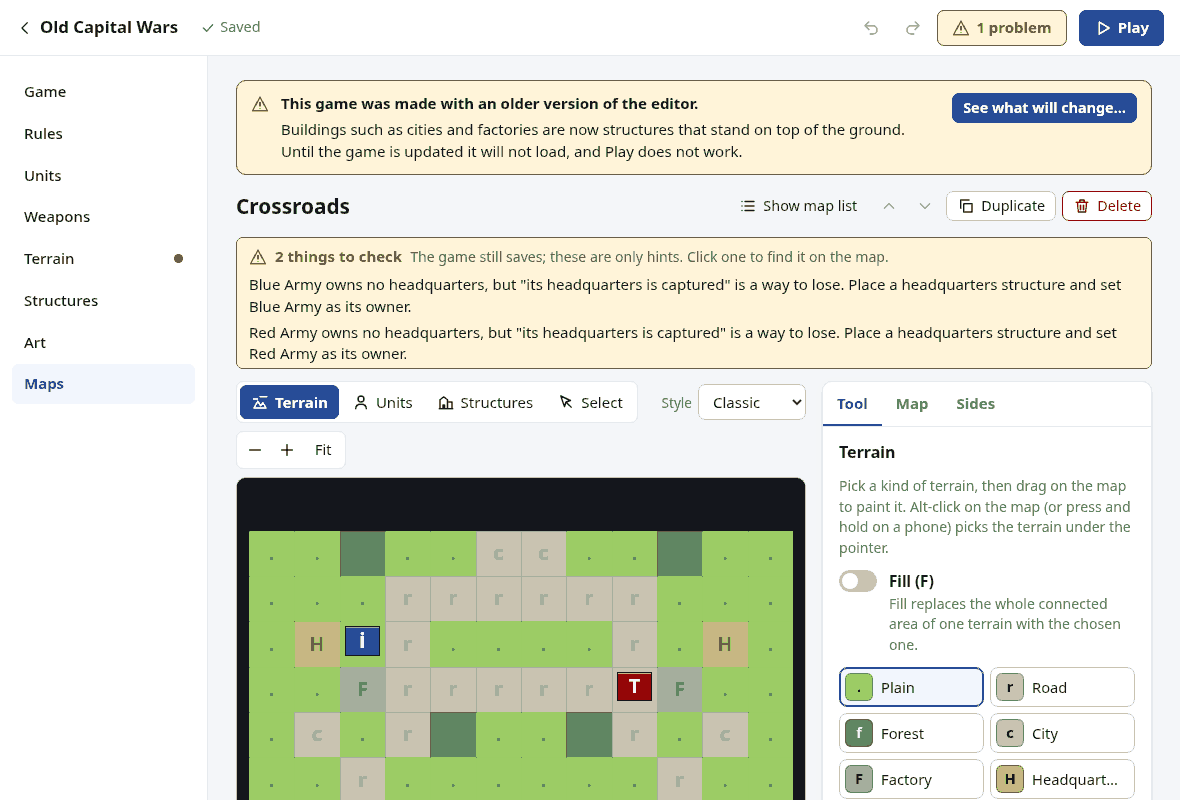 Old Capital Wars
Saved
1 problem
Play
Game
Rules
Units
Weapons
Terrain
Structures
Art
Maps
This game was made with an older version of the editor.
Buildings such as cities and factories are now structures that stand on top of the ground.
Until the game is updated it will not load, and Play does not work.
See what will change...
Crossroads
Show map list
Duplicate
Delete
2 things to check The game still saves; these are only hints. Click one to find it on the map.
Blue Army owns no headquarters, but "its headquarters is captured" is a way to lose. Place a headquarters structure and set
Blue Army as its owner.
Red Army owns no headquarters, but "its headquarters is captured" is a way to lose. Place a headquarters structure and set
Red Army as its owner.
Terrain
Units
Structures
Select
Style
Classic
Fit
. . . . c c . . . .
. . . r r r r r r . . .
. H i r . . . . r . H .
. . F r r r r r T F . .
. c . r . . r . c .
. . r . . . . . . r . .
Tool
Map
Sides
Terrain
Pick a kind of terrain, then drag on the map
to paint it. Alt-click on the map (or press and
hold on a phone) picks the terrain under the
pointer.
Fill (F)
Fill replaces the whole connected
area of one terrain with the chosen
one.
. Plain
r Road
f Forest
c City
F Factory
H Headquart...